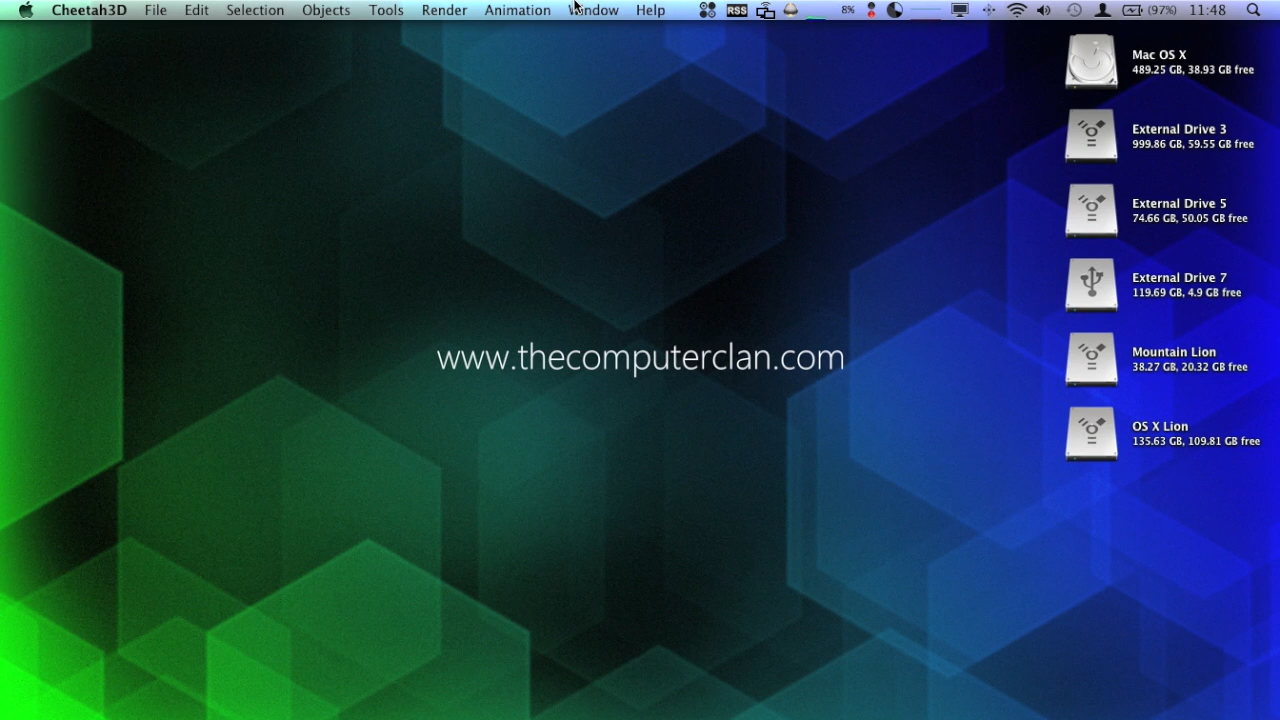 Cheetah3D File Edit Selection Objects Tools Render Animation Window Help RSS 8% (97%) 11:48
Mac OS X
489.25 GB, 38.93 GB free
External Drive 3
999.86 GB, 59.55 GB free
External Drive 5
74.66 GB, 50.05 GB free
External Drive 7
119.69 GB, 4.9 GB free
www.thecomputerclan.com
Mountain Lion
38.27 GB, 20.32 GB free
OS X Lion
135.63 GB, 109.81 GB free